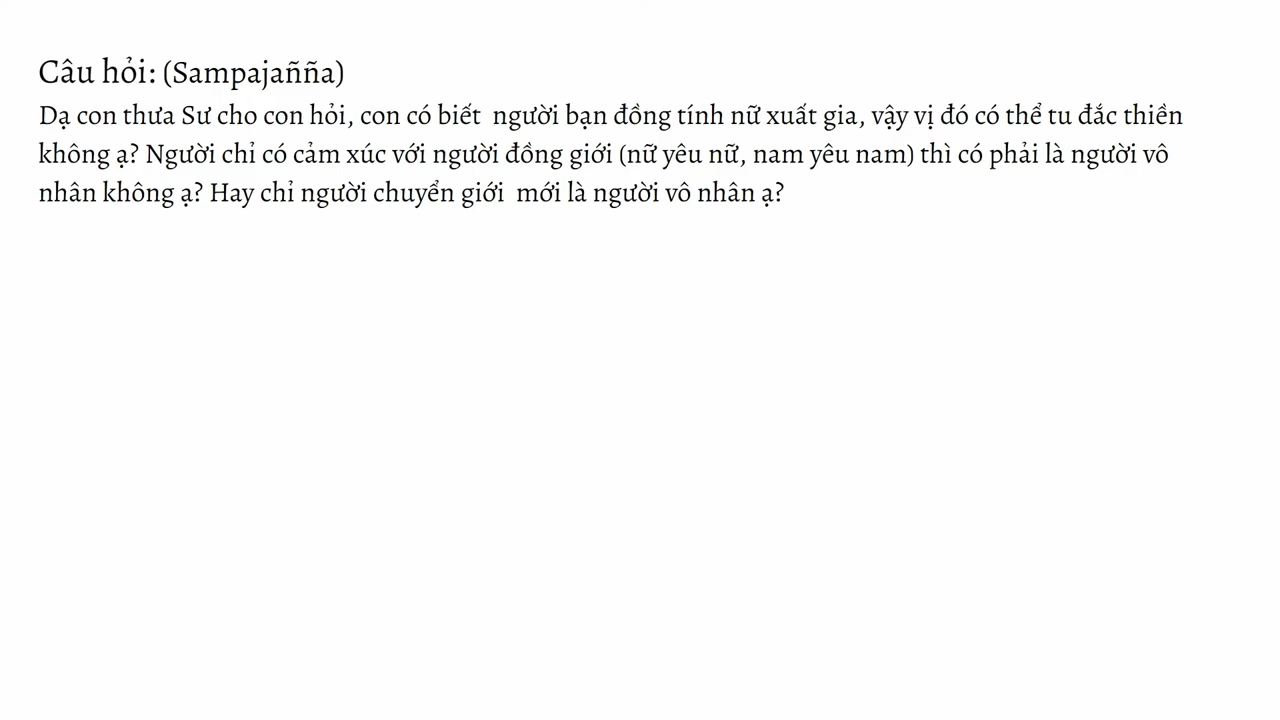 Câu hỏi: (Sampajañña)
Dạ con thưa Sư cho con hỏi, con có biết  người bạn đồng tính nữ xuất gia, vậy vị đó có thể tu đắc thiền
không ạ? Người chỉ có cảm xúc với người đồng giới (nữ yêu nữ, nam yêu nam) thì có phải là người vô
nhân không ạ? Hay chỉ người chuyển giới  mới là người vô nhân ạ?